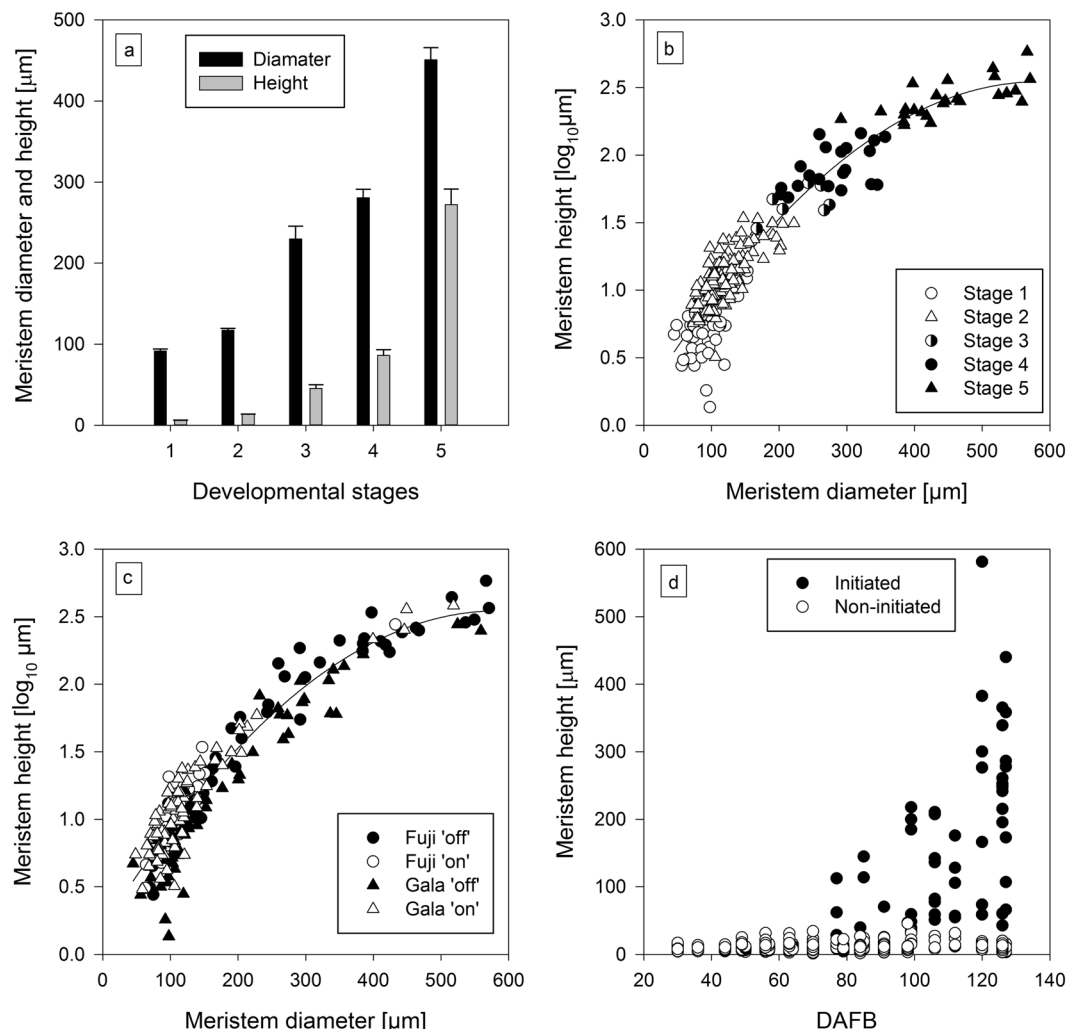 a
Meristem diameter and height [µm]
500
400
300
200
100
0
Diamater
Height
1 2 3 4 5
Developmental stages
b
Meristem height [log10µm]
3.0
2.5
2.0
1.5
1.0
0.5
0.0
Stage 1
Stage 2
Stage 3
Stage 4
Stage 5
0 100 200 300 400 500 600
Meristem diameter [µm]
c
Meristem height [log10 µm]
3.0
2.5
2.0
1.5
1.0
0.5
0.0
Fuji 'off'
Fuji 'on'
Gala 'off'
Gala 'on'
0 100 200 300 400 500 600
Meristem diameter [µm]
d
Meristem height [µm]
600
500
400
300
200
100
0
Initiated
Non-initiated
20 40 60 80 100 120 140
DAFB